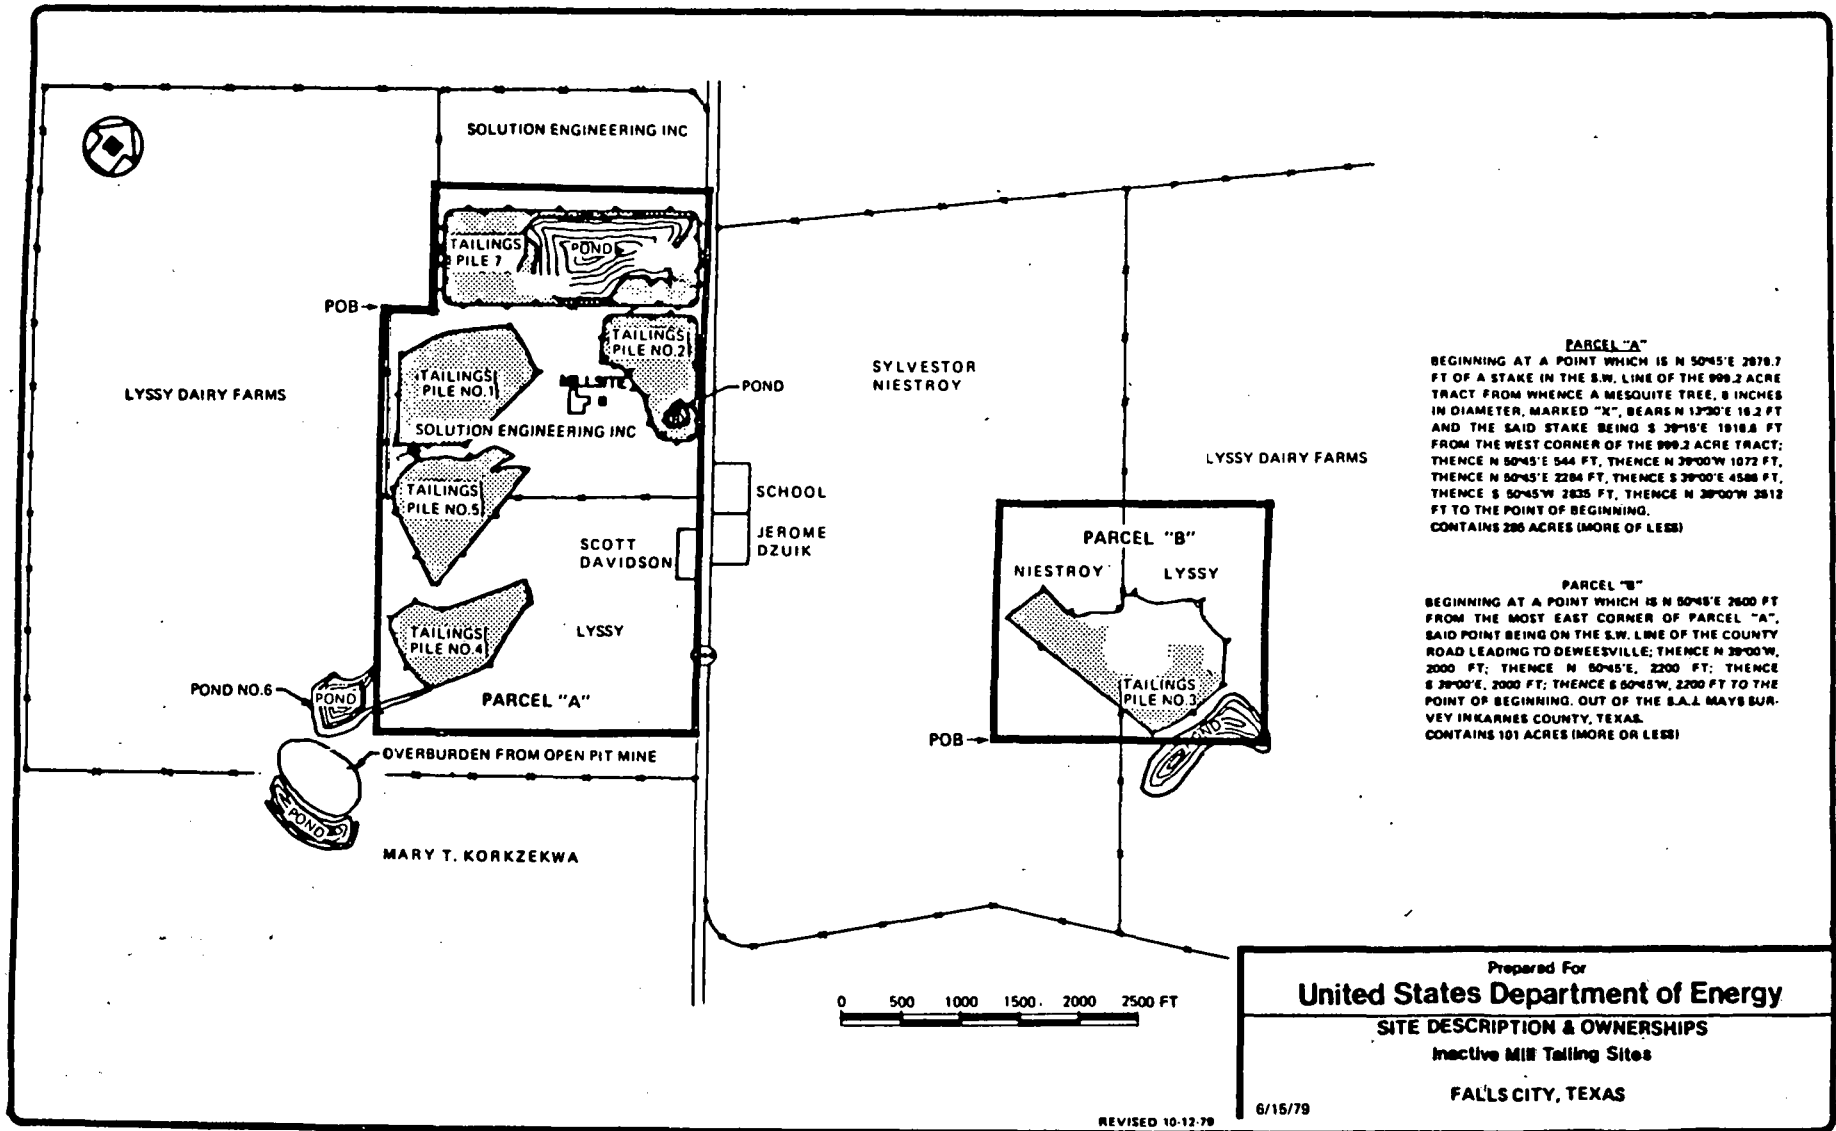 SOLUTION ENGINEERING INC
TAILINGS
PILE 7
POND
POB
TAILINGS
PILE NO.2
TAILINGS
PILE NO.1
MILLSITE
POND
SYLVESTOR
NIESTROY
LYSSY DAIRY FARMS
SOLUTION ENGINEERING INC
LYSSY DAIRY FARMS
TAILINGS
PILE NO.5
SCHOOL
JEROME
DZUIK
SCOTT
DAVIDSON
PARCEL "B"
NIESTROY
LYSSY
TAILINGS
PILE NO.4
LYSSY
POND NO.6
POND
PARCEL "A"
TAILINGS
PILE NO.3
POND
POB
OVERBURDEN FROM OPEN PIT MINE
POND
MARY T. KORKZEKWA
PARCEL "A"
BEGINNING AT A POINT WHICH IS N 50°45'E 2879.7
FT OF A STAKE IN THE S.W. LINE OF THE 999.2 ACRE
TRACT FROM WHENCE A MESQUITE TREE, 8 INCHES
IN DIAMETER, MARKED "X", BEARS N 13°30'E 16.2 FT
AND THE SAID STAKE BEING S 39°15'E 1918.8 FT
FROM THE WEST CORNER OF THE 999.2 ACRE TRACT;
THENCE N 50°45'E 544 FT, THENCE N 39°00'W 1072 FT,
THENCE N 50°45'E 2284 FT, THENCE S 39°00'E 4586 FT,
THENCE S 50°45'W 2835 FT, THENCE N 39°00'W 3512
FT TO THE POINT OF BEGINNING.
CONTAINS ACRES (MORE OF LESS)
PARCEL "B"
BEGINNING AT A POINT WHICH IS N 50°45'E 2600 FT
FROM THE MOST EAST CORNER OF PARCEL "A",
SAID POINT BEING ON THE S.W. LINE OF THE COUNTY
ROAD LEADING TO DEWEESVILLE; THENCE N 39°00'W,
2000 FT; THENCE N 50°45'E, 2200 FT; THENCE
S 39°00'E, 2000 FT; THENCE S 50°45'W, 2200 FT TO THE
POINT OF BEGINNING. OUT OF THE S.A.J. MAYS SUR-
VEY IN KARNES COUNTY, TEXAS.
CONTAINS 101 ACRES (MORE OR LESS)
0 500 1000 1500 2000 2500 FT
Prepared For
United States Department of Energy
SITE DESCRIPTION & OWNERSHIPS
Inactive Mill Tailing Sites
FALLS CITY, TEXAS
6/15/79
REVISED 10-12-79